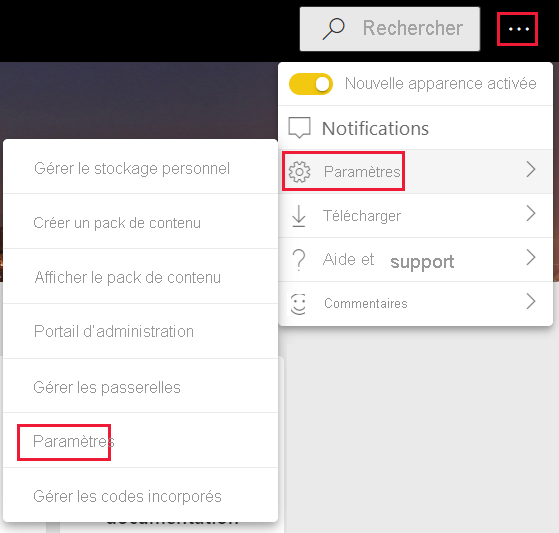 Rechercher
...
Nouvelle apparence activée
Notifications
Paramètres
Télécharger
Aide et support
Commentaires
Gérer le stockage personnel
Créer un pack de contenu
Afficher le pack de contenu
Portail d'administration
Gérer les passerelles
Paramètres
Gérer les codes incorporés
documentation